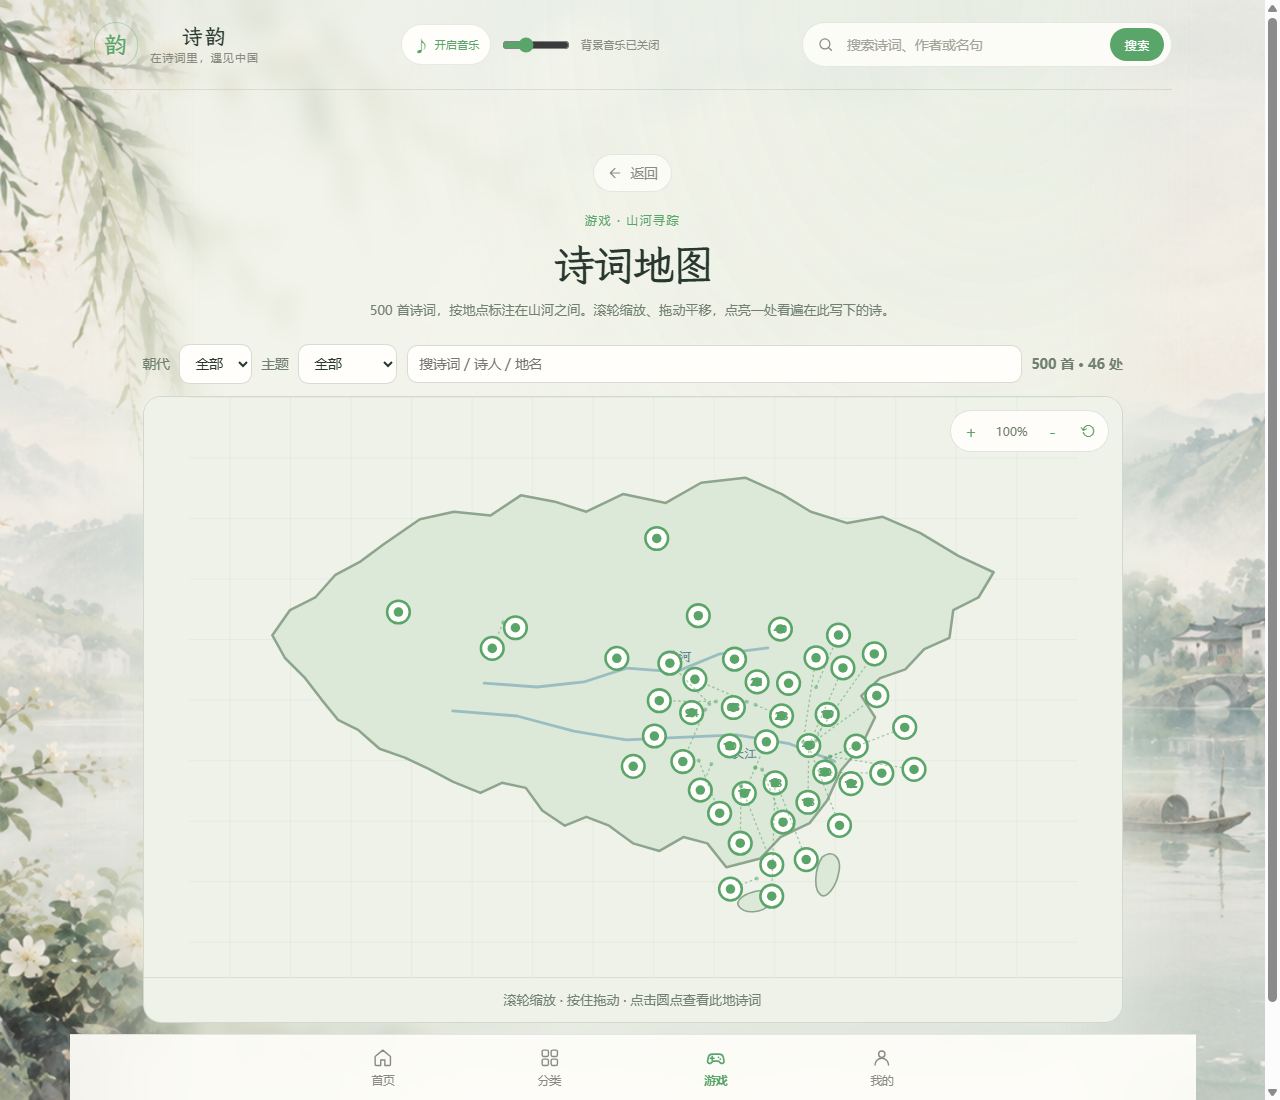 韵
诗韵
在诗词里，遇见中国
开启音乐
背景音乐已关闭
搜索诗词、作者或名句
搜索
返回
游戏 · 山河寻踪
诗词地图
500 首诗词，按地点标注在山河之间。滚轮缩放、拖动平移，点亮一处看遍在此写下的诗。
朝代
全部
主题
全部
搜诗词 / 诗人 / 地名
500 首 • 46 处
+
100%
-
河
长江
滚轮缩放 · 按住拖动 · 点击圆点查看此地诗词
首页
分类
游戏
我的